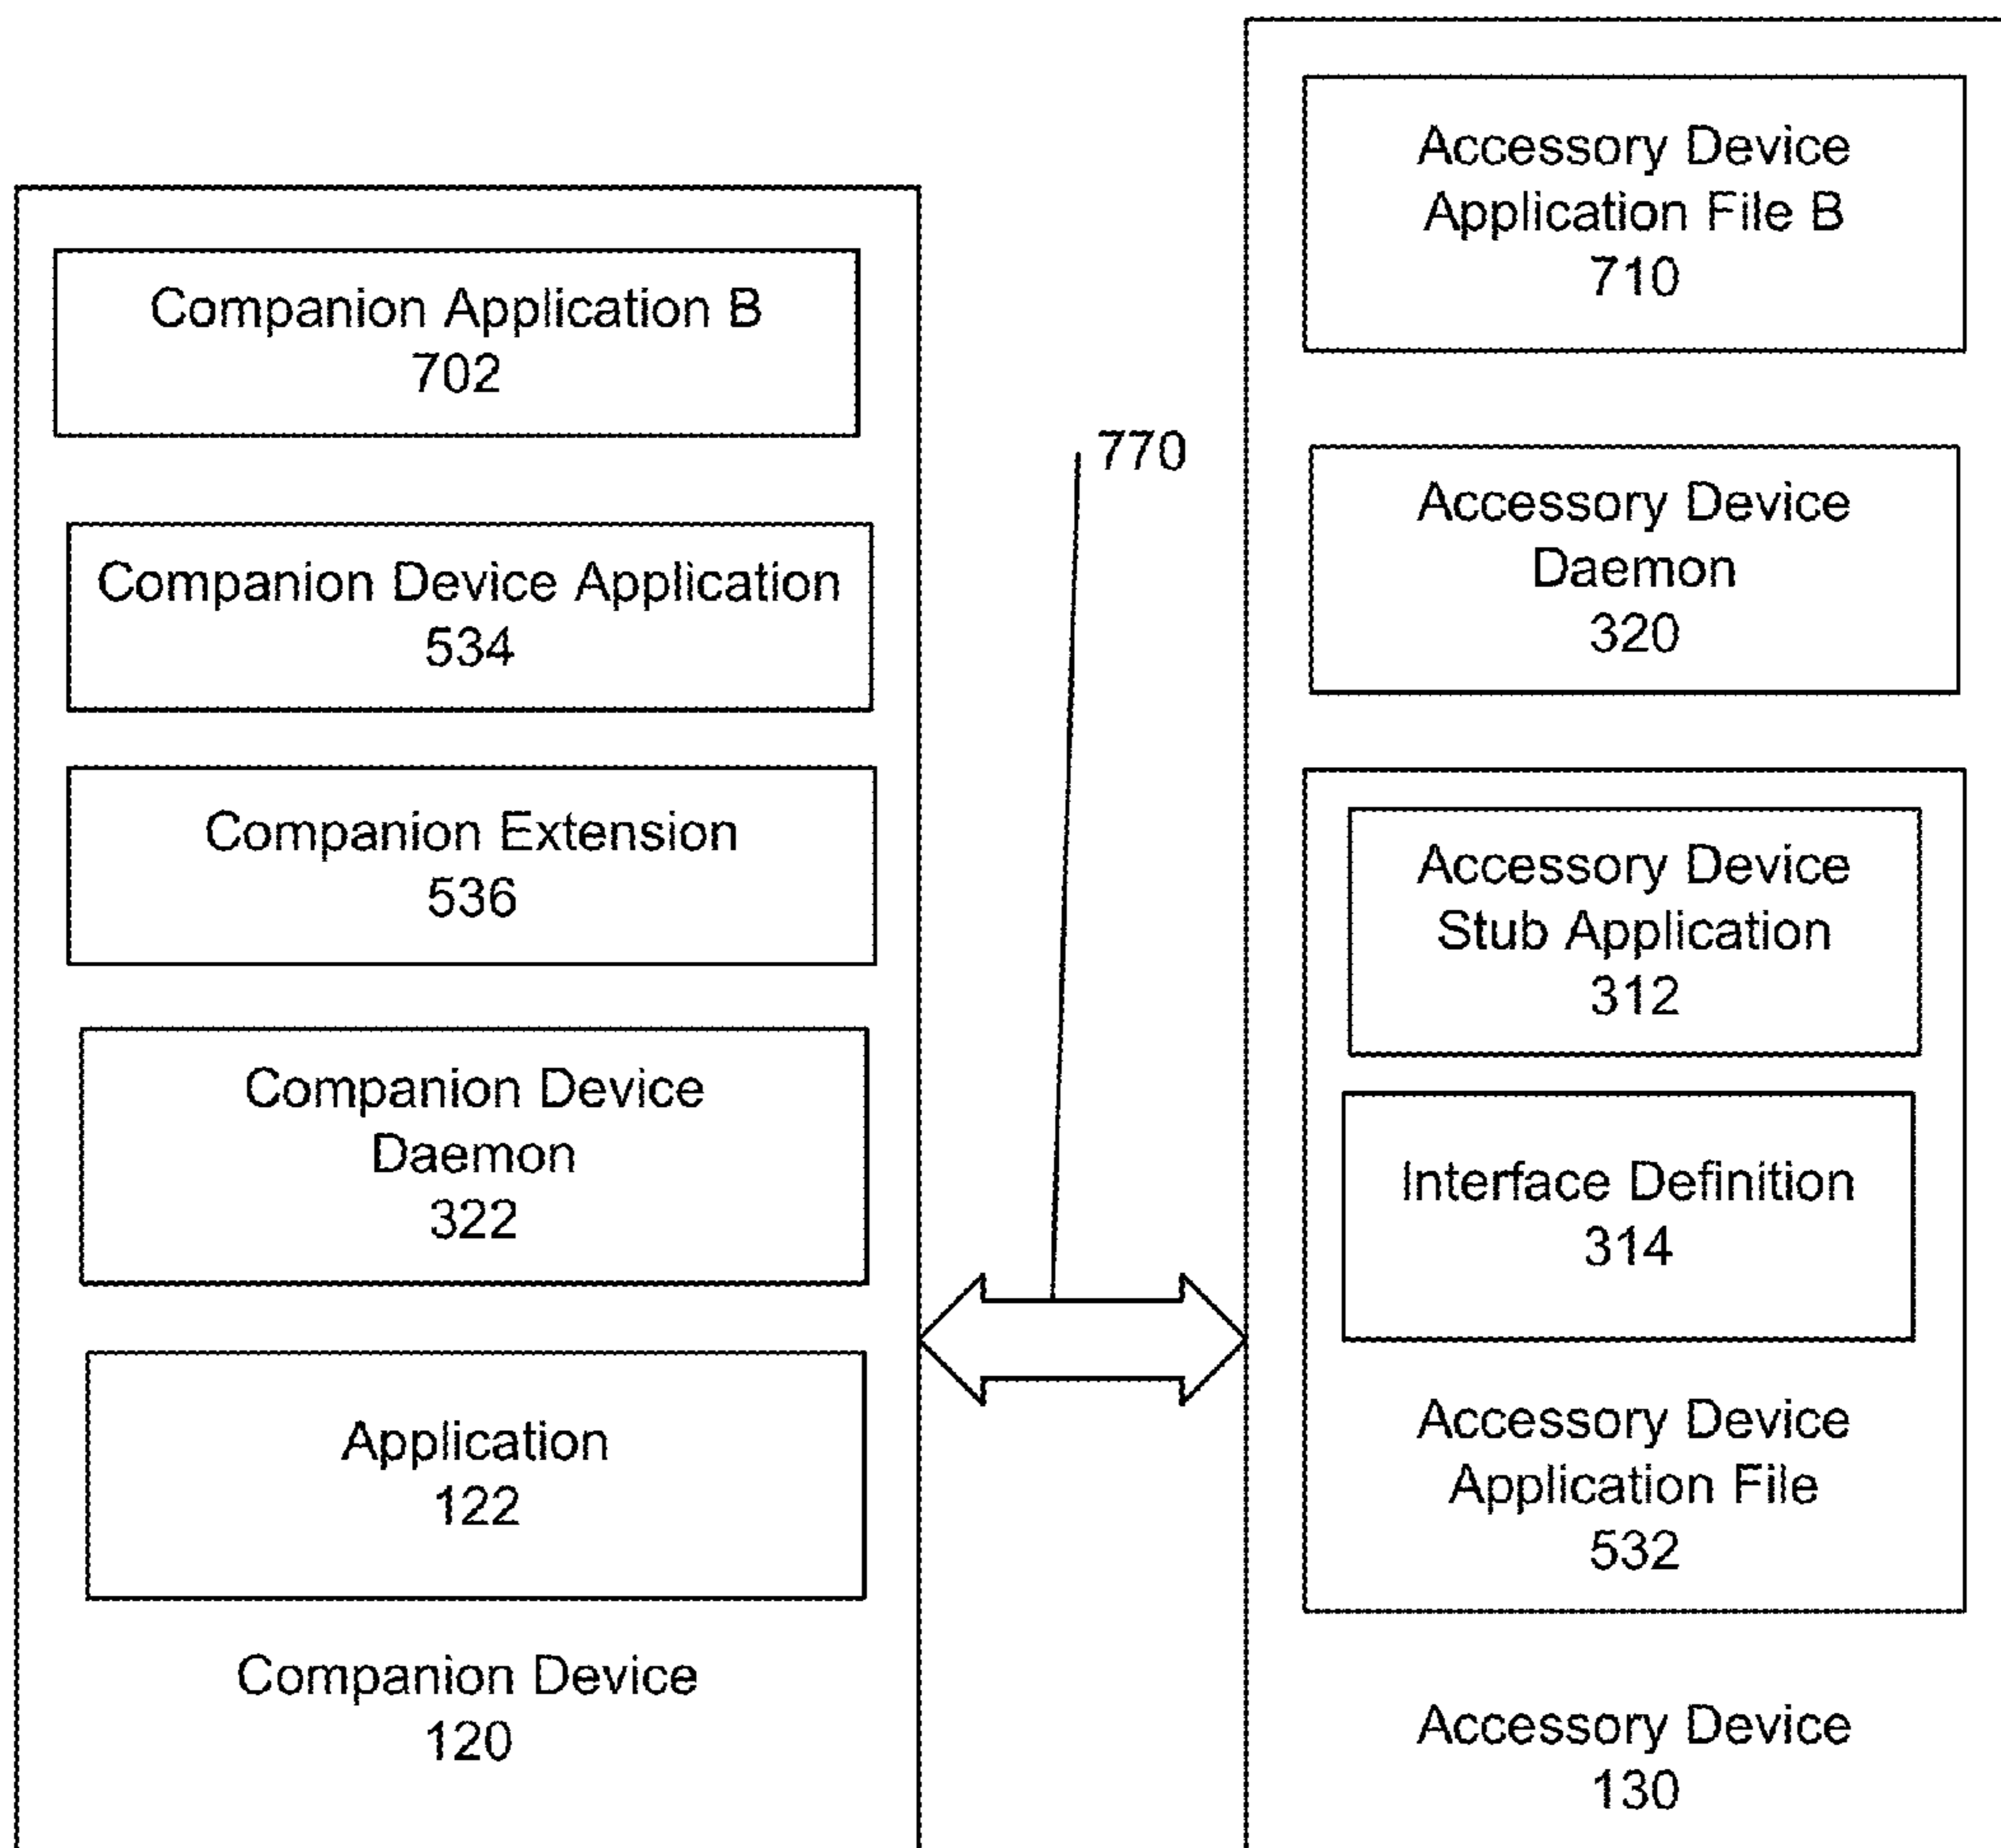 Companion Application B
702
Companion Device Application
534
Companion Extension
536
Companion Device
Daemon
322
Application
122
Companion Device
120
770
Accessory Device
Application File B
710
Accessory Device
Daemon
320
Accessory Device
Stub Application
312
Interface Definition
314
Accessory Device
Application File
532
Accessory Device
130